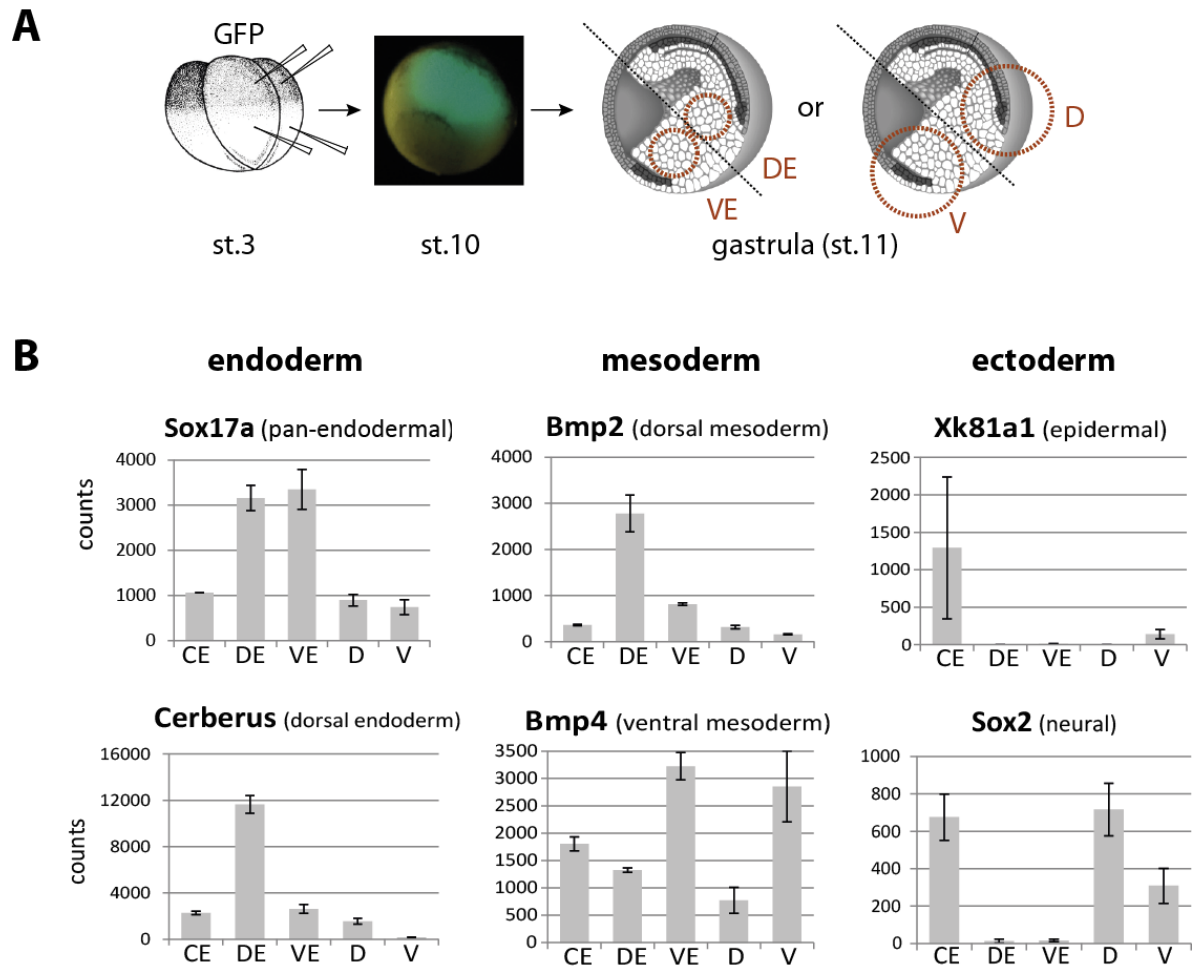 A
GFP
or
D
DE
VE
V
st.3
st.10
gastrula (st.11)
B
endoderm
mesoderm
ectoderm
Sox17a (pan-endodermal)
counts
4000
3000
2000
1000
0
CE DE VE D V
Bmp2 (dorsal mesoderm)
4000
3000
2000
1000
0
CE DE VE D V
Xk81a1 (epidermal)
2500
2000
1500
1000
500
0
CE DE VE D V
Cerberus (dorsal endoderm)
counts
16000
12000
8000
4000
0
CE DE VE D V
Bmp4 (ventral mesoderm)
3500
3000
2500
2000
1500
1000
500
0
CE DE VE D V
Sox2 (neural)
1000
800
600
400
200
0
CE DE VE D V